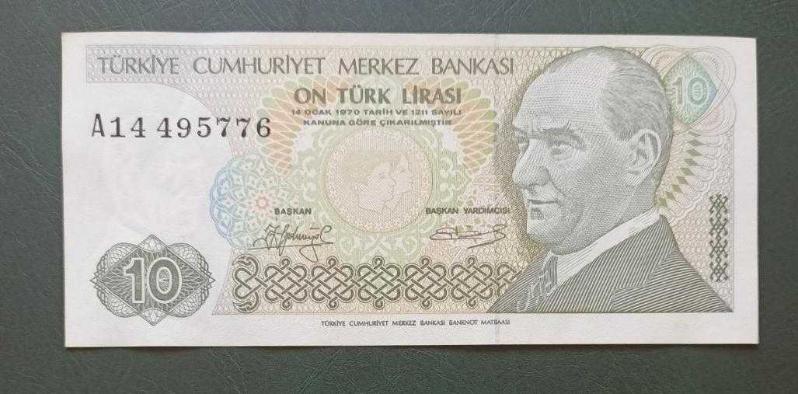 TÜRKİYE CUMHURİYET MERKEZ BANKASI
ON TÜRK LİRASI
14 OCAK 1970 TARİH VE 1211 SAYILI
KANUNA GÖRE ÇIKARILMIŞTIR
10
A14 495776
BAŞKAN
BAŞKAN YARDIMCISI
10
TÜRKİYE CUMHURİYET MERKEZ BANKASI BANKNOT MATBAASI